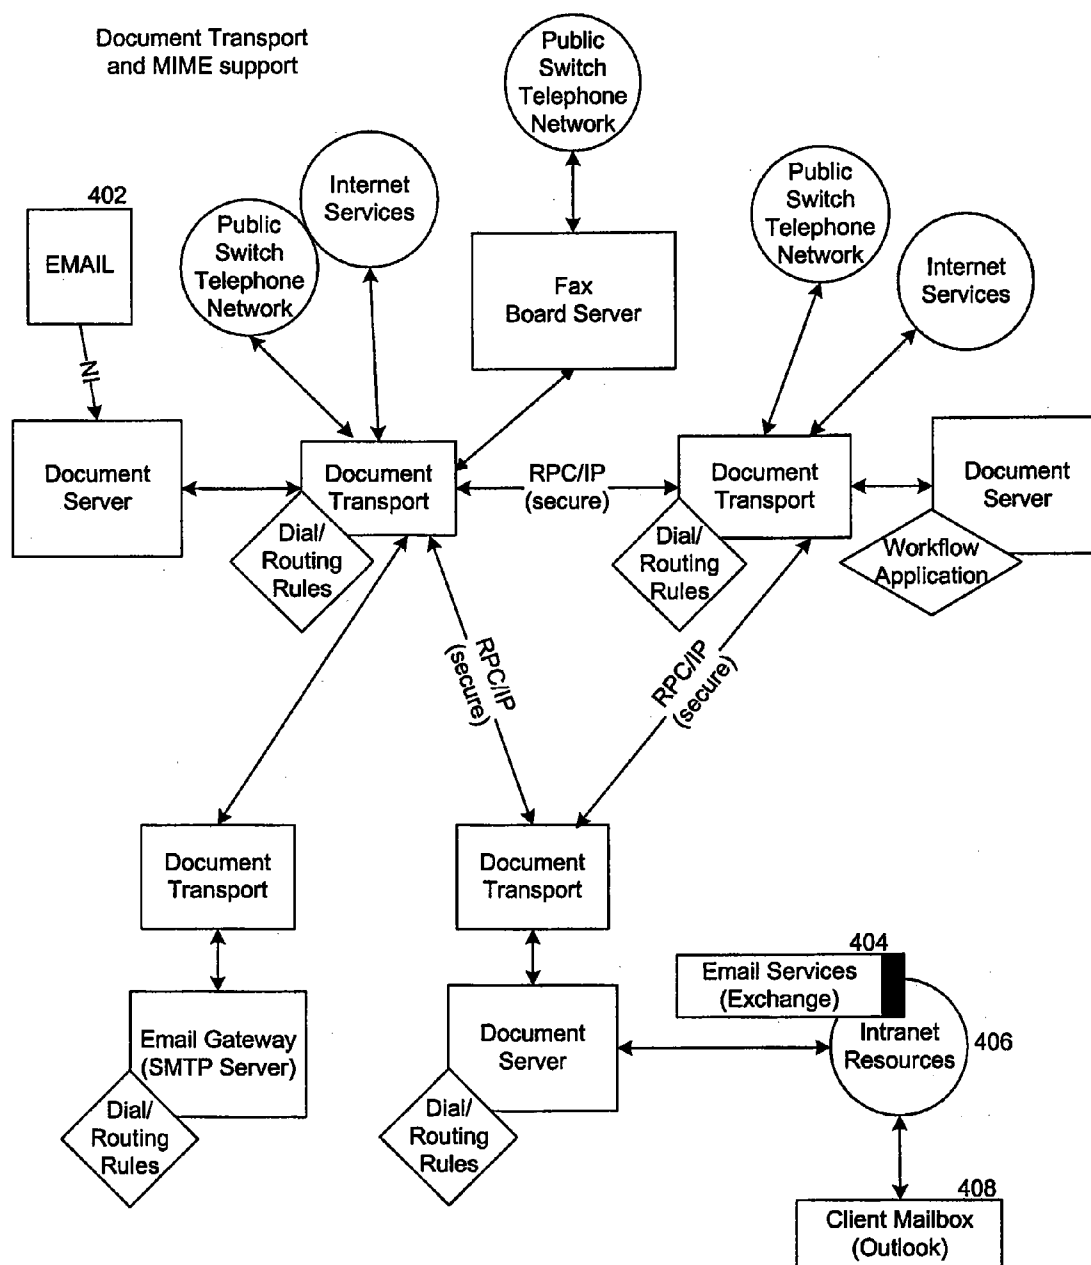 Document Transport
and MIME support
Public
Switch
Telephone
Network
402
EMAIL
Public
Switch
Telephone
Network
Internet
Services
Fax
Board Server
Public
Switch
Telephone
Network
Internet
Services
IN
Document
Server
Document
Transport
RPC/IP
(secure)
Document
Transport
Document
Server
Dial/
Routing
Rules
Dial/
Routing
Rules
Workflow
Application
RPC/IP
(secure)
RPC/IP
(secure)
Document
Transport
Document
Transport
404
Email Services
(Exchange)
Email Gateway
(SMTP Server)
Document
Server
Intranet
Resources
406
Dial/
Routing
Rules
Dial/
Routing
Rules
408
Client Mailbox
(Outlook)